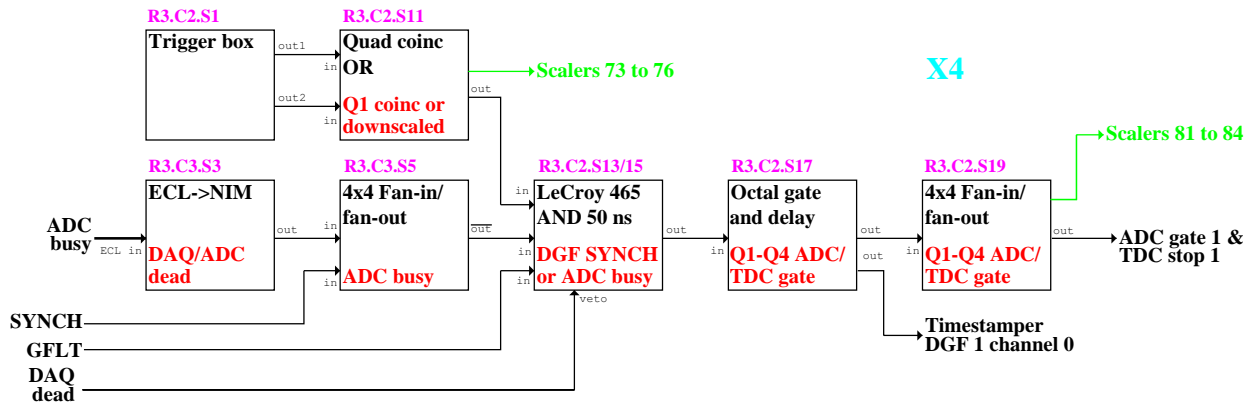 R3.C2.S1
Trigger box
out1
out2
R3.C2.S11
Quad coinc
OR
in
Q1 coinc or
in
downscaled
out
Scalers 73 to 76
X4
Scalers 81 to 84
R3.C3.S3
ECL->NIM
ADC
busy
ECL in
DAQ/ADC
dead
out
R3.C3.S5
4x4 Fan-in/
fan-out
in
ADC busy
in
out
R3.C2.S13/15
LeCroy 465
AND 50 ns
in
in
DGF SYNCH
in
or ADC busy
veto
out
R3.C2.S17
Octal gate
and delay
in
Q1-Q4 ADC/
TDC gate
out
out
R3.C2.S19
4x4 Fan-in/
fan-out
in
Q1-Q4 ADC/
TDC gate
out
out
ADC gate 1 &
TDC stop 1
SYNCH
GFLT
DAQ
dead
Timestamper
DGF 1 channel 0